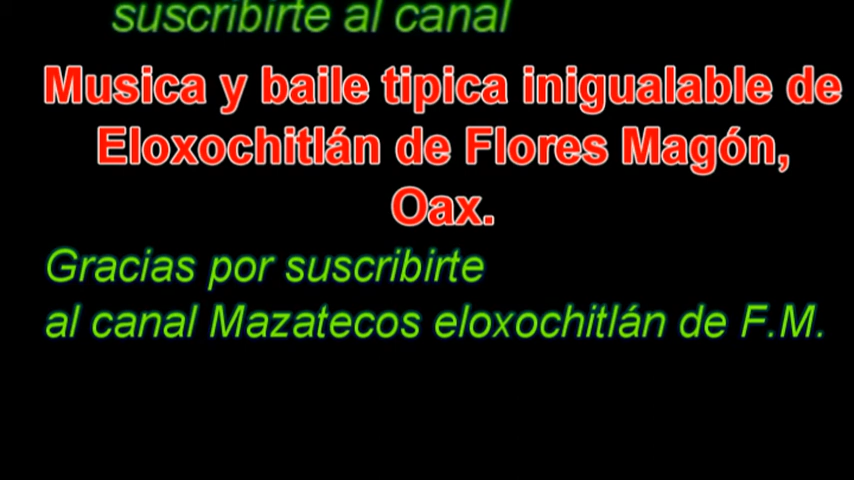 suscribirte al canal
Musica y baile tipica inigualable de
Eloxochitlán de Flores Magón,
Oax.
Gracias por suscribirte
al canal Mazatecos eloxochitlán de F.M.